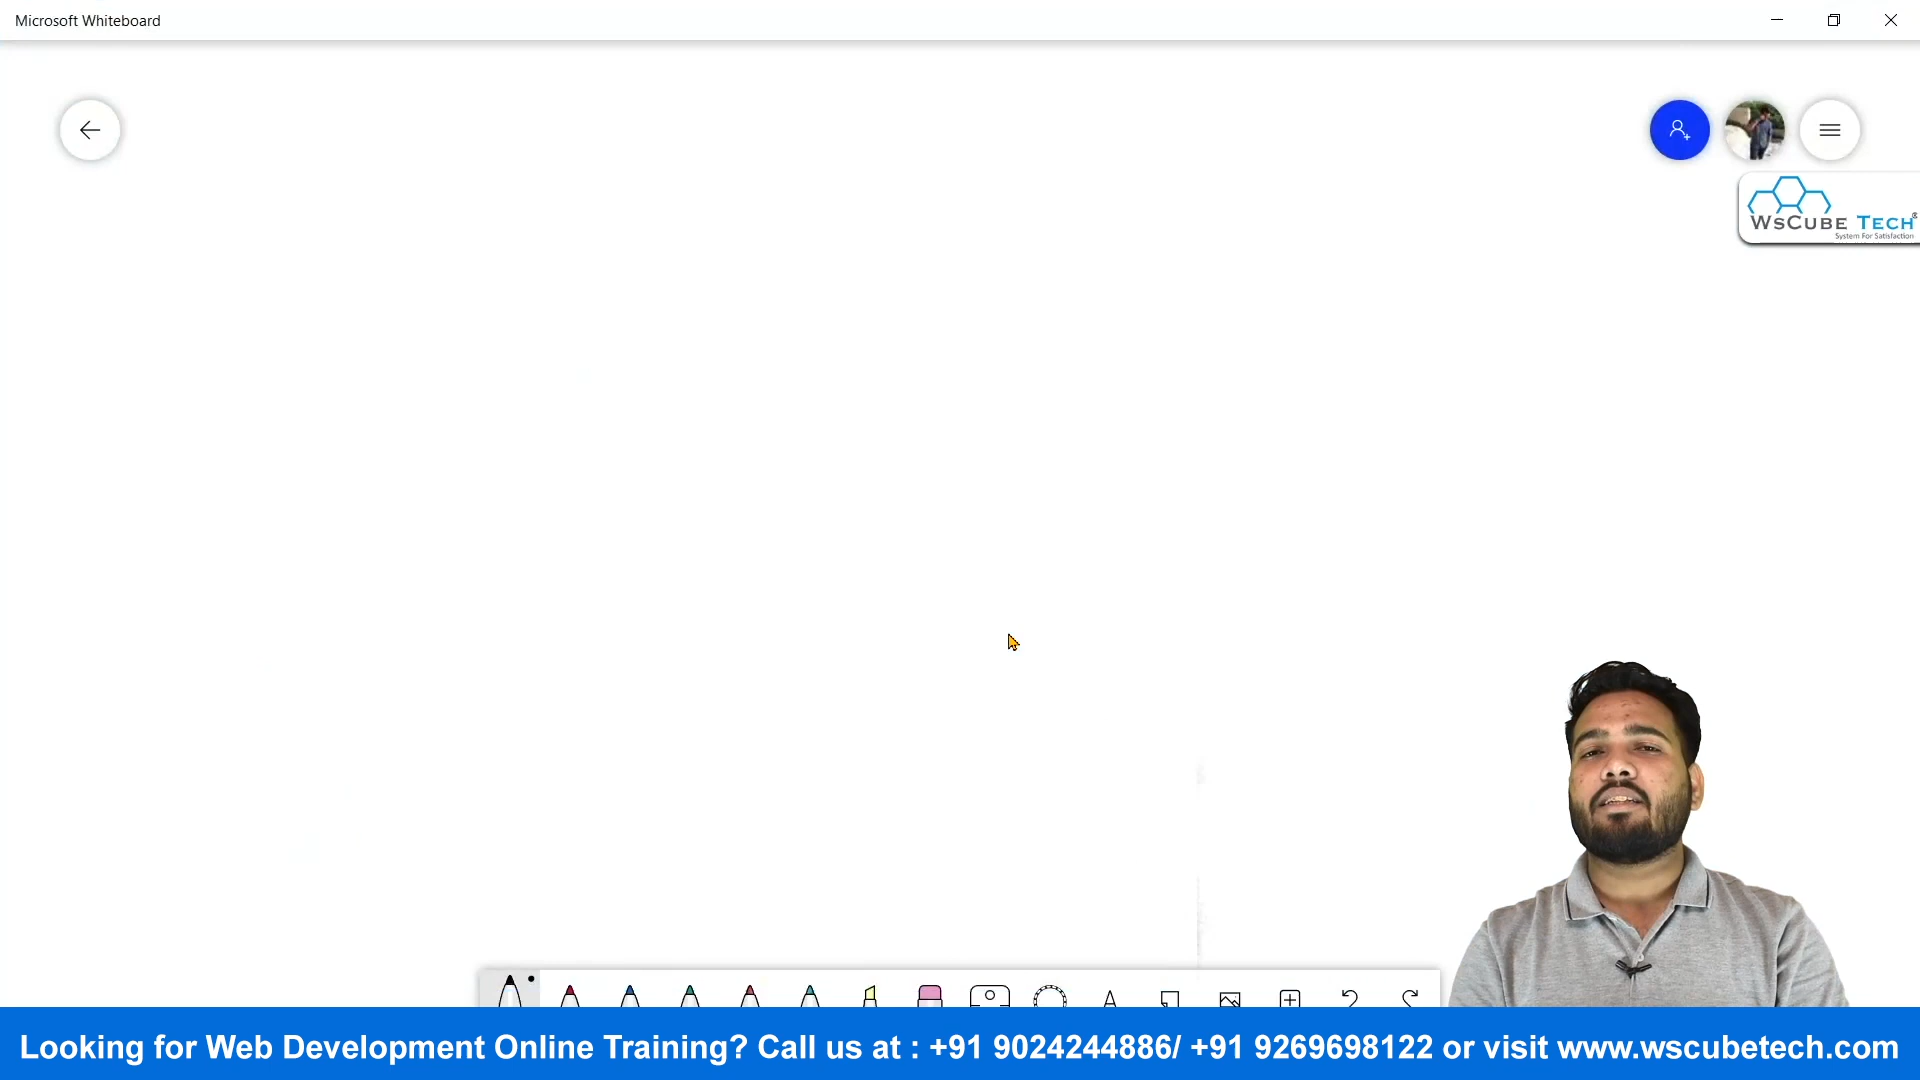 Microsoft Whiteboard
WsCube Tech®
System For Satisfaction
Looking for Web Development Online Training? Call us at : +91 9024244886/ +91 9269698122 or visit www.wscubetech.com